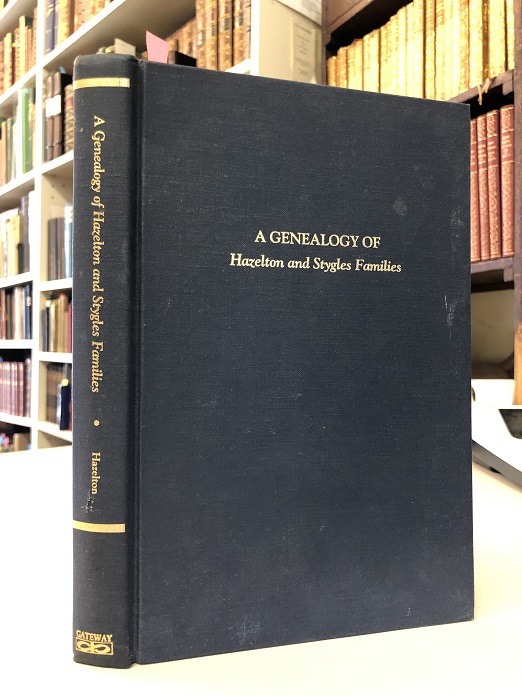 A GENEALOGY OF
Hazelton and Stygles Families
A Genealogy of Hazelton and Stygles Families • Hazelton
GATEWAY